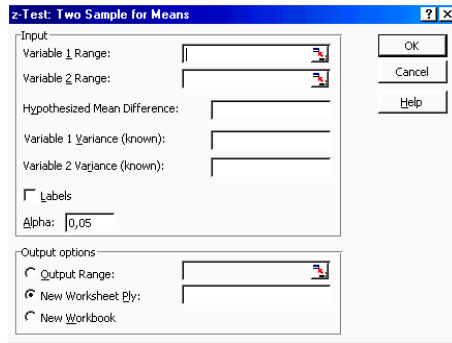 z-Test: Two Sample for Means
Input
Variable 1 Range:
Variable 2 Range:
Hypothesized Mean Difference:
Variable 1 Variance (known):
Variable 2 Variance (known):
Labels
Alpha: 0,05
Output options
Output Range:
New Worksheet Ply:
New Workbook
OK
Cancel
Help